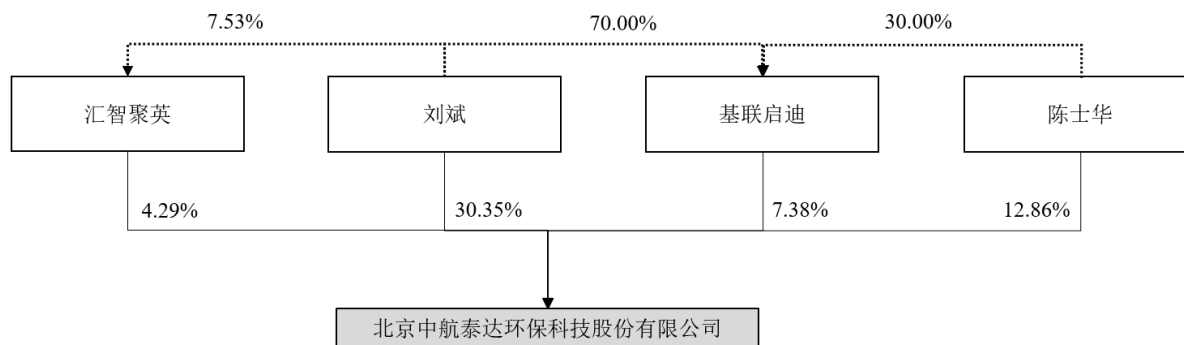 7.53%
70.00%
30.00%
汇智聚英
刘斌
基联启迪
陈士华
4.29%
30.35%
7.38%
12.86%
北京中航泰达环保科技股份有限公司